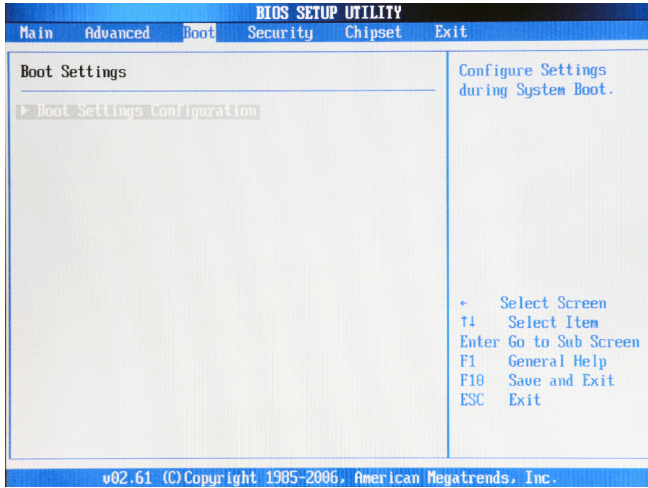 BIOS SETUP UTILITY
Main Advanced Boot Security Chipset Exit
Boot Settings
▶ Boot Settings Configuration
Configure Settings
during System Boot.
← Select Screen
↑↓ Select Item
Enter Go to Sub Screen
F1 General Help
F10 Save and Exit
ESC Exit
v02.61 (C)Copyright 1985-2006, American Megatrends, Inc.